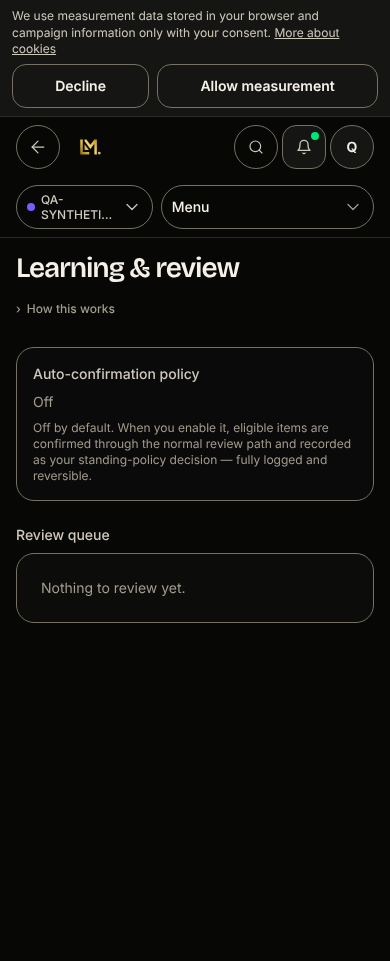 We use measurement data stored in your browser and
campaign information only with your consent. More about
cookies
Decline
Allow measurement
LM.
Q
QA-
SYNTHETI...
Menu
Learning & review
› How this works
Auto-confirmation policy
Off
Off by default. When you enable it, eligible items are
confirmed through the normal review path and recorded
as your standing-policy decision — fully logged and
reversible.
Review queue
Nothing to review yet.